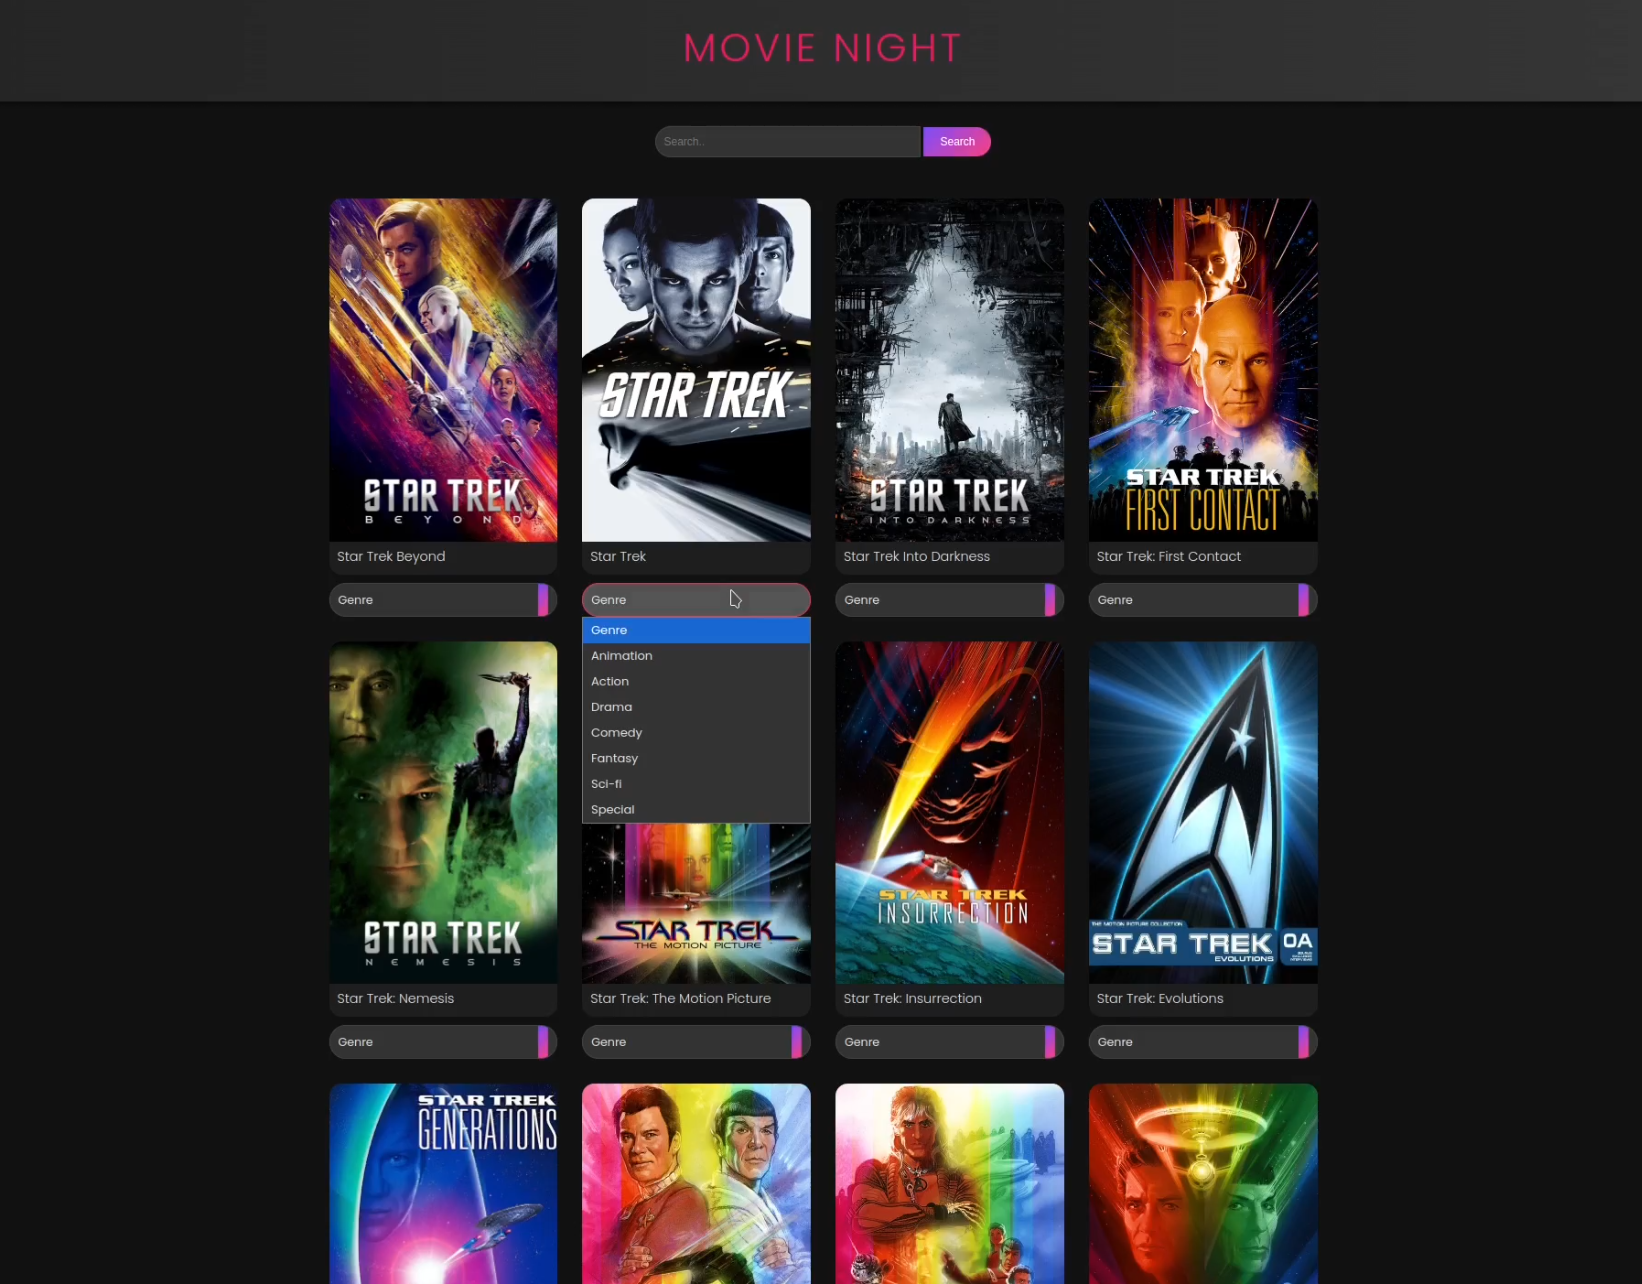 MOVIE NIGHT
Search..
Search
STAR TREK
BEYOND
STAR TREK
STAR TREK
INTO DARKNESS
STAR TREK
FIRST CONTACT
Star Trek Beyond
Star Trek
Star Trek Into Darkness
Star Trek: First Contact
Genre
Genre
Genre
Genre
Genre
Animation
Action
Drama
Comedy
Fantasy
Sci-fi
Special
STAR TREK
NEMESIS
STAR TREK
THE MOTION PICTURE
STAR TREK
INSURRECTION
THE MOTION PICTURE COLLECTION
STAR TREK
EVOLUTIONS
0A
Star Trek: Nemesis
Star Trek: The Motion Picture
Star Trek: Insurrection
Star Trek: Evolutions
Genre
Genre
Genre
Genre
STAR TREK
GENERATIONS